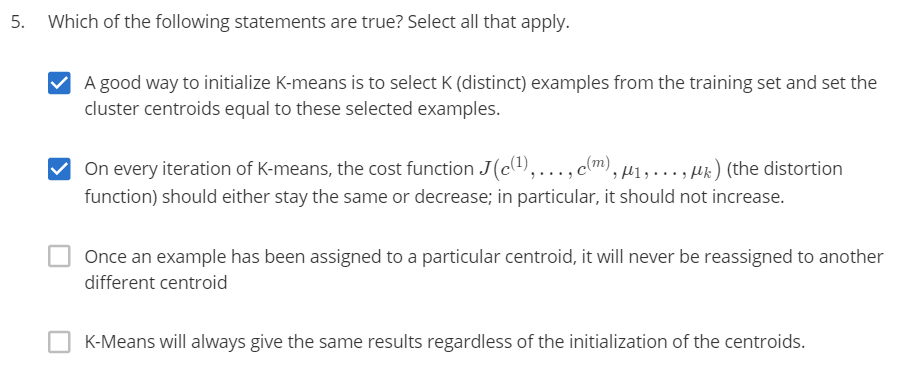 5. Which of the following statements are true? Select all that apply.
A good way to initialize K-means is to select K (distinct) examples from the training set and set the
cluster centroids equal to these selected examples.
On every iteration of K-means, the cost function J(c⁽¹⁾, . . . , c⁽ᵐ⁾, μ₁, . . . , μₖ) (the distortion
function) should either stay the same or decrease; in particular, it should not increase.
Once an example has been assigned to a particular centroid, it will never be reassigned to another
different centroid
K-Means will always give the same results regardless of the initialization of the centroids.